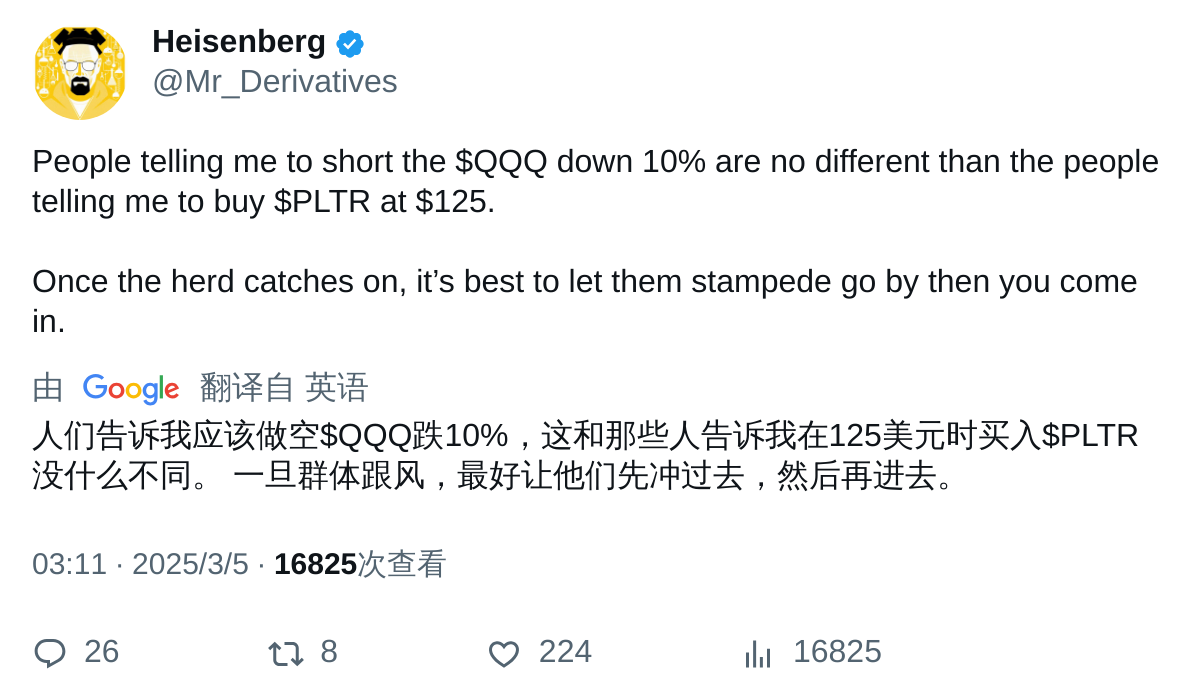 Heisenberg
@Mr_Derivatives
People telling me to short the $QQQ down 10% are no different than the people
telling me to buy $PLTR at $125.
Once the herd catches on, it’s best to let them stampede go by then you come
in.
由 Google 翻译自 英语
人们告诉我应该做空$QQQ跌10%，这和那些人告诉我在125美元时买入$PLTR
没什么不同。 一旦群体跟风，最好让他们先冲过去，然后再进去。
03:11 · 2025/3/5 · 16825次查看
26 8 224 16825